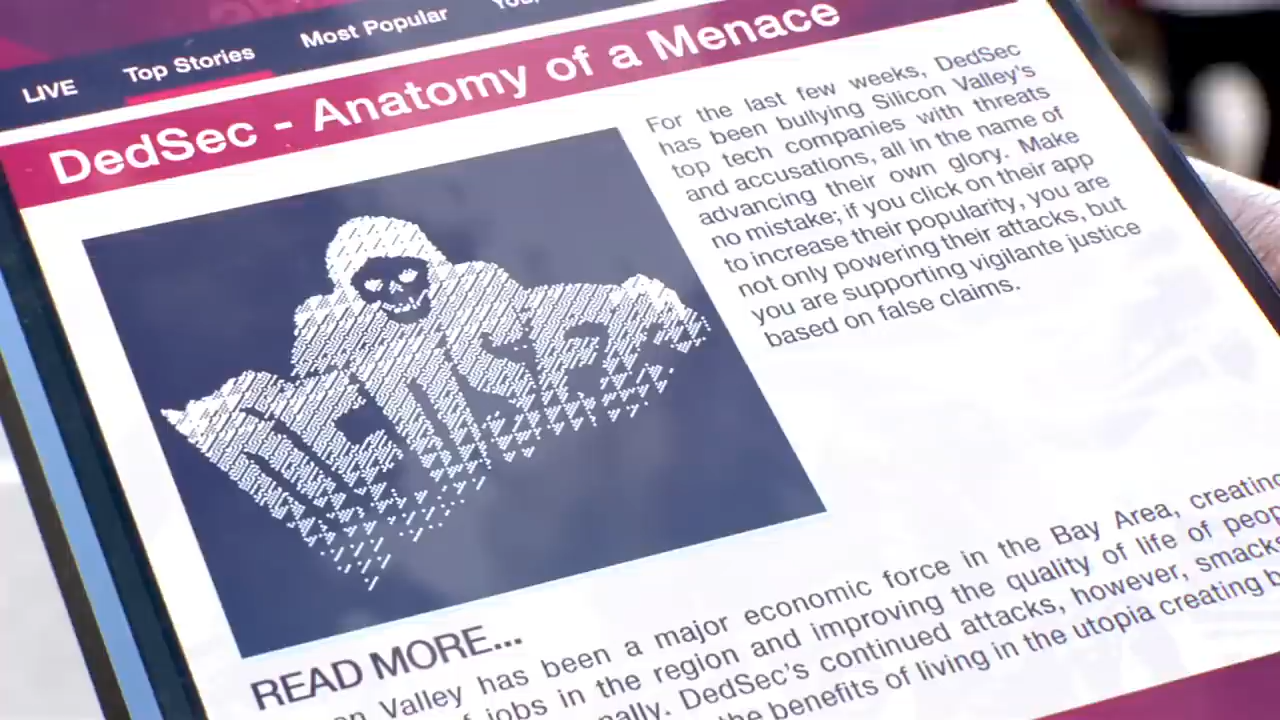 LIVE Top Stories Most Popular
DedSec - Anatomy of a Menace
For the last few weeks, DedSec
has been bullying Silicon Valley's
top tech companies with threats
and accusations, all in the name of
advancing their own glory. Make
no mistake; if you click on their app
to increase their popularity, you are
not only powering their attacks, but
you are supporting vigilante justice
based on false claims.
DEDSEC
READ MORE...
Valley has been a major economic force in the Bay Area, creating
jobs in the region and improving the quality of life of
DedSec's continued attacks, however, smacks
the benefits of living in the utopia creating